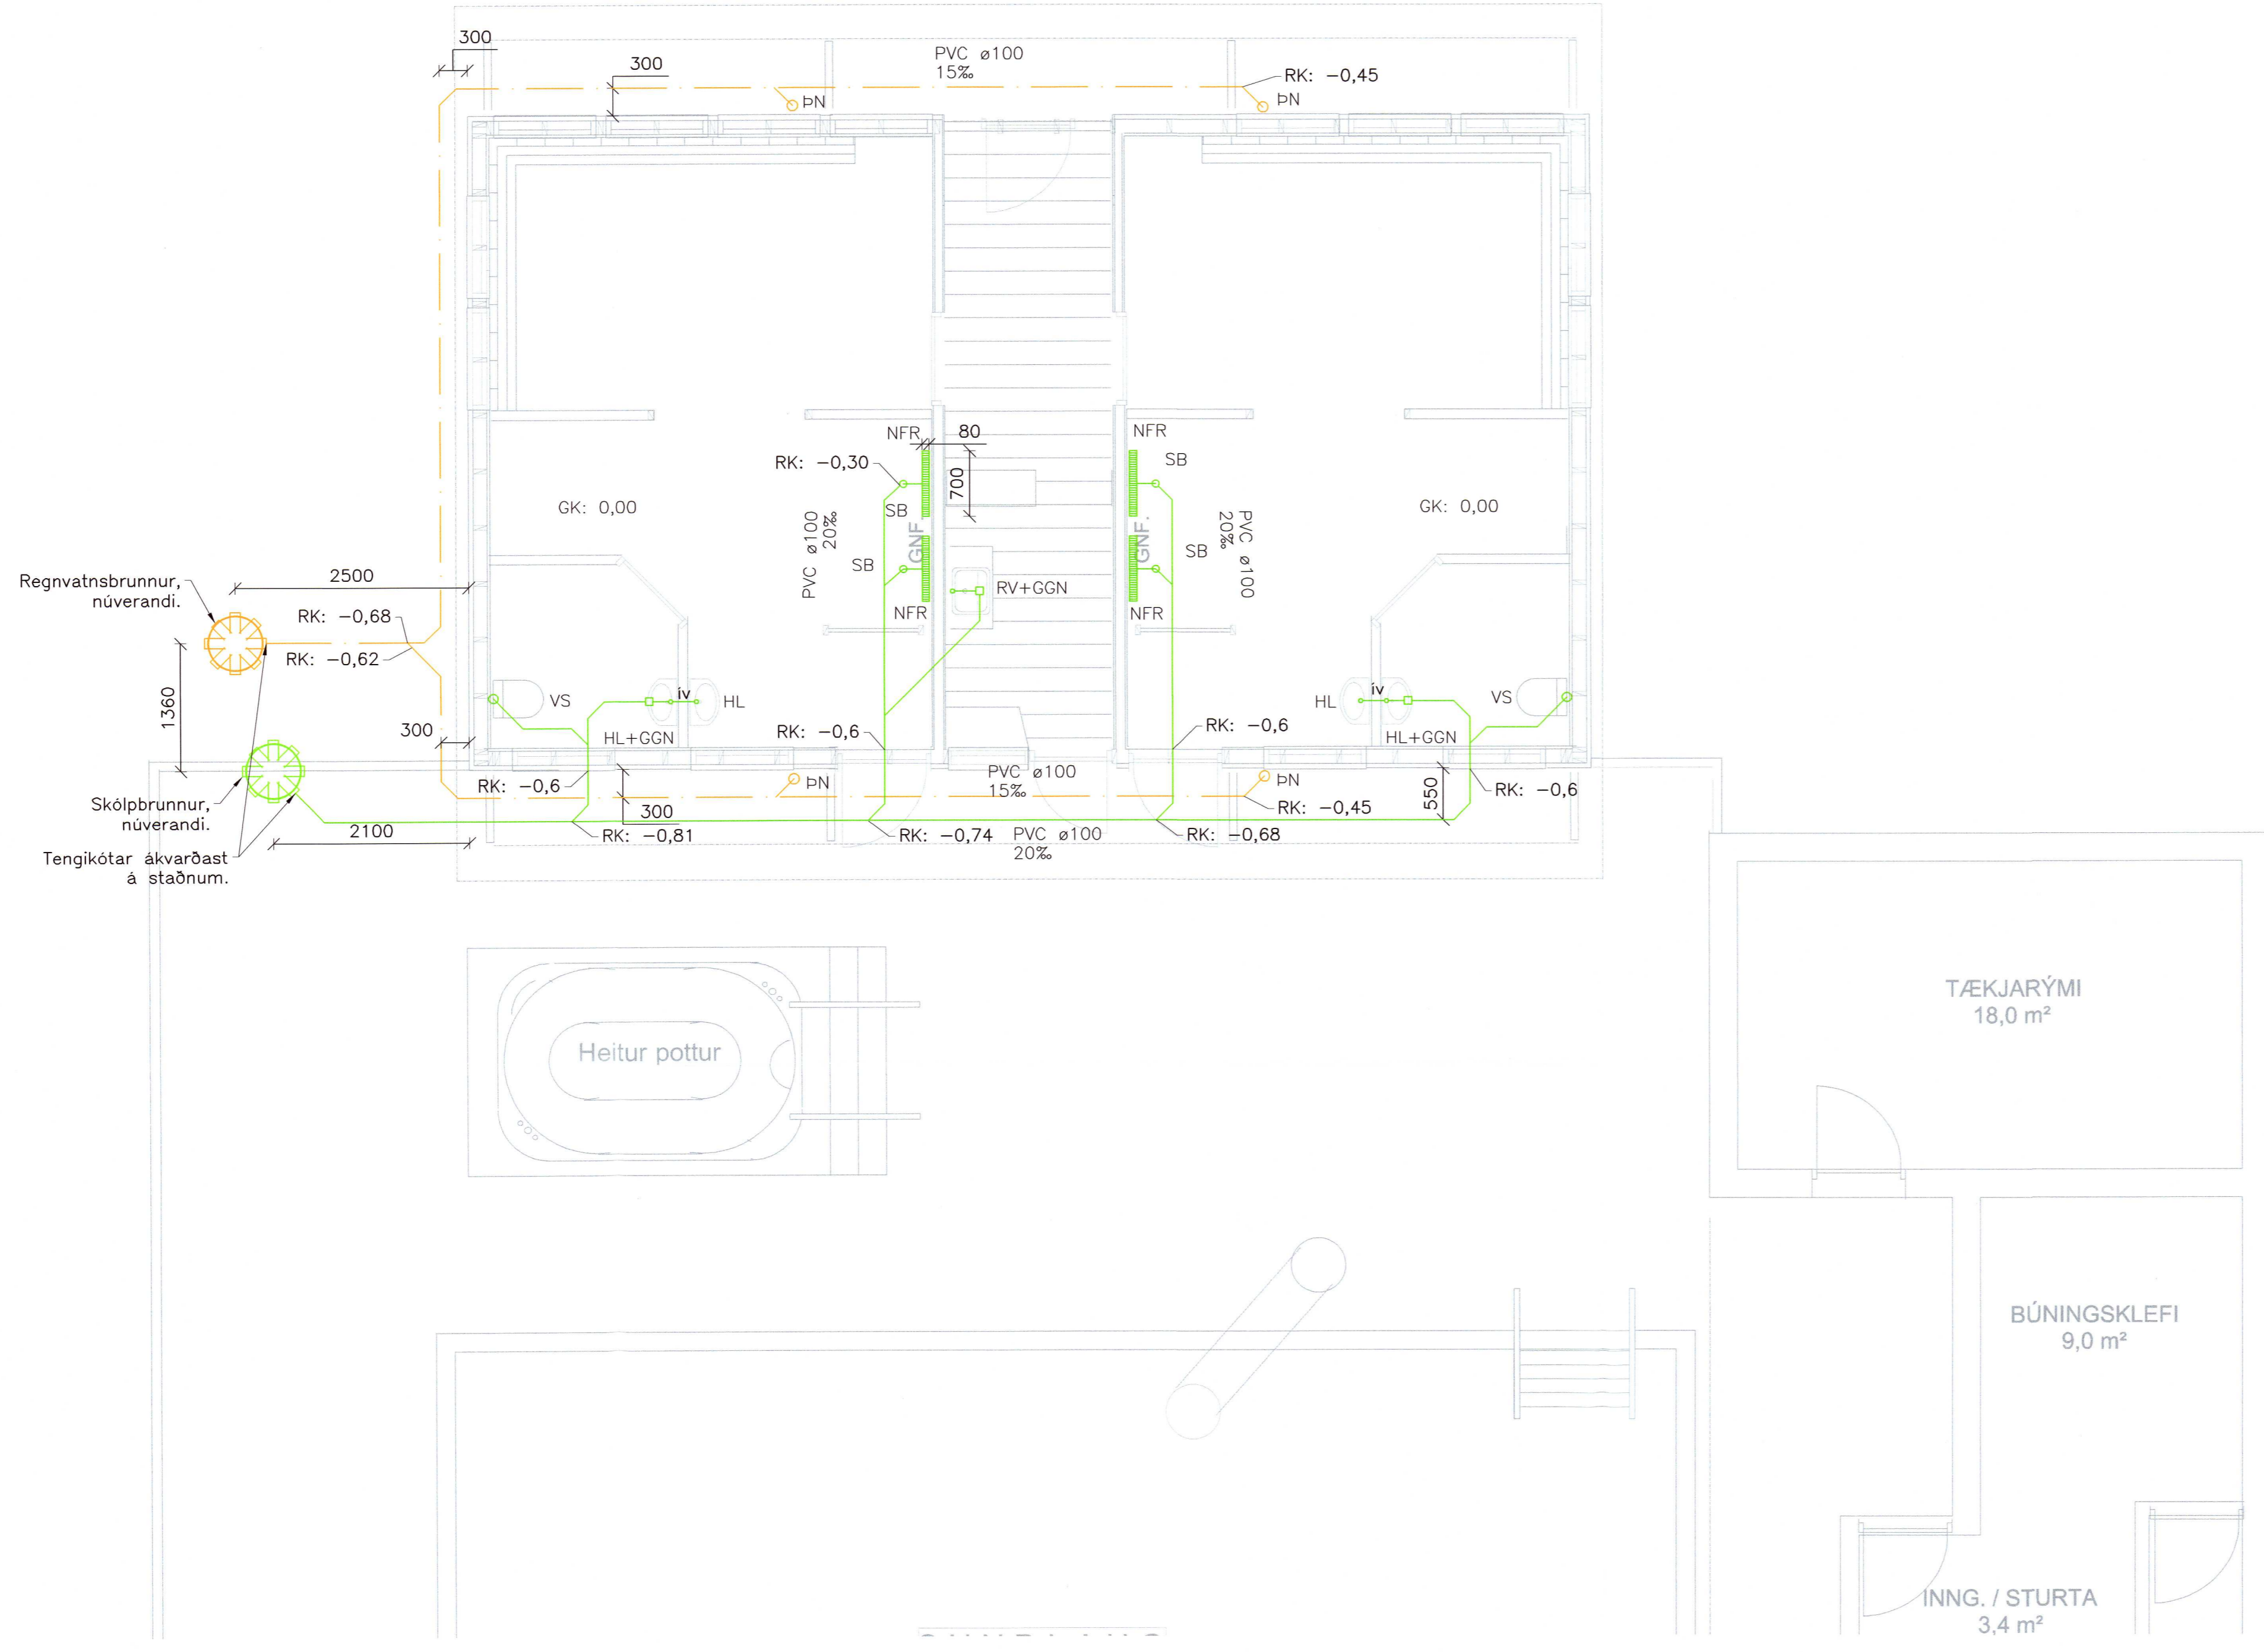 300
300
PVC ø100
15‰
RK: -0,45
ÞN
ÞN
NFR
80
NFR
RK: -0,30
SB
700
GK: 0,00
SB
GK: 0,00
PVC ø100
20‰
GNF
GNF.
PVC ø100
20‰
SB
SB
Regnvatnsbrunnur,
núverandi.
2500
RV+GGN
NFR
NFR
RK: -0,68
RK: -0,62
1360
VS
ív
HL
HL
ív
VS
300
HL+GGN
RK: -0,6
RK: -0,6
HL+GGN
PVC ø100
15‰
ÞN
ÞN
RK: -0,6
RK: -0,6
300
RK: -0,45
550
Skólpbrunnur,
núverandi.
2100
RK: -0,81
RK: -0,74
PVC ø100
20‰
RK: -0,68
Tengikótar ákvarðast
á staðnum.
TÆKJARÝMI
18,0 m²
Heitur pottur
BÚNINGSKLEFI
9,0 m²
INNG. / STURTA
3,4 m²